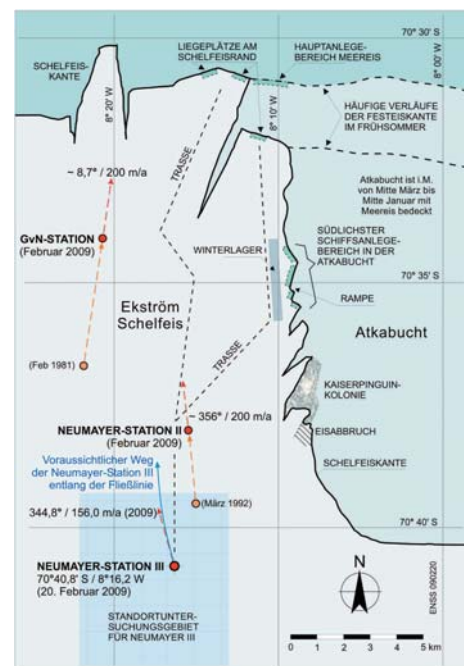 70° 30' S
LIEGEPLÄTZE AM
SCHELFEISRAND
HAUPTANLEGE-
BEREICH MEEREIS
SCHELFEIS-
KANTE
8° 20' W
8° 10' W
8° 00' W
HÄUFIGE VERLÄUFE
DER FESTEISKANTE
IM FRÜHSOMMER
~ 8,7° / 200 m/a
TRASSE
Atkabucht ist i.M.
von Mitte März bis
Mitte Januar mit
Meereis bedeckt
GvN-STATION
(Februar 2009)
WINTERLAGER
SÜDLICHSTER
SCHIFFSANLEGE-
BEREICH IN DER
ATKABUCHT
70° 35' S
RAMPE
Ekström
Schelfeis
Atkabucht
TRASSE
(Feb 1981)
KAISERPINGUIN-
KOLONIE
~ 356° / 200 m/a
NEUMAYER-STATION II
(Februar 2009)
EISABBRUCH
SCHELFEISKANTE
Voraussichtlicher Weg
der Neumayer-Station III
entlang der Fließlinie
(März 1992)
344,8° / 156,0 m/a (2009)
70° 40' S
NEUMAYER-STATION III
70°40,8' S / 8°16,2 W
(20. Februar 2009)
N
ENSS 090220
STANDORTUNTER-
SUCHUNGSGEBIET
FÜR NEUMAYER III
0 1 2 3 4 5 km